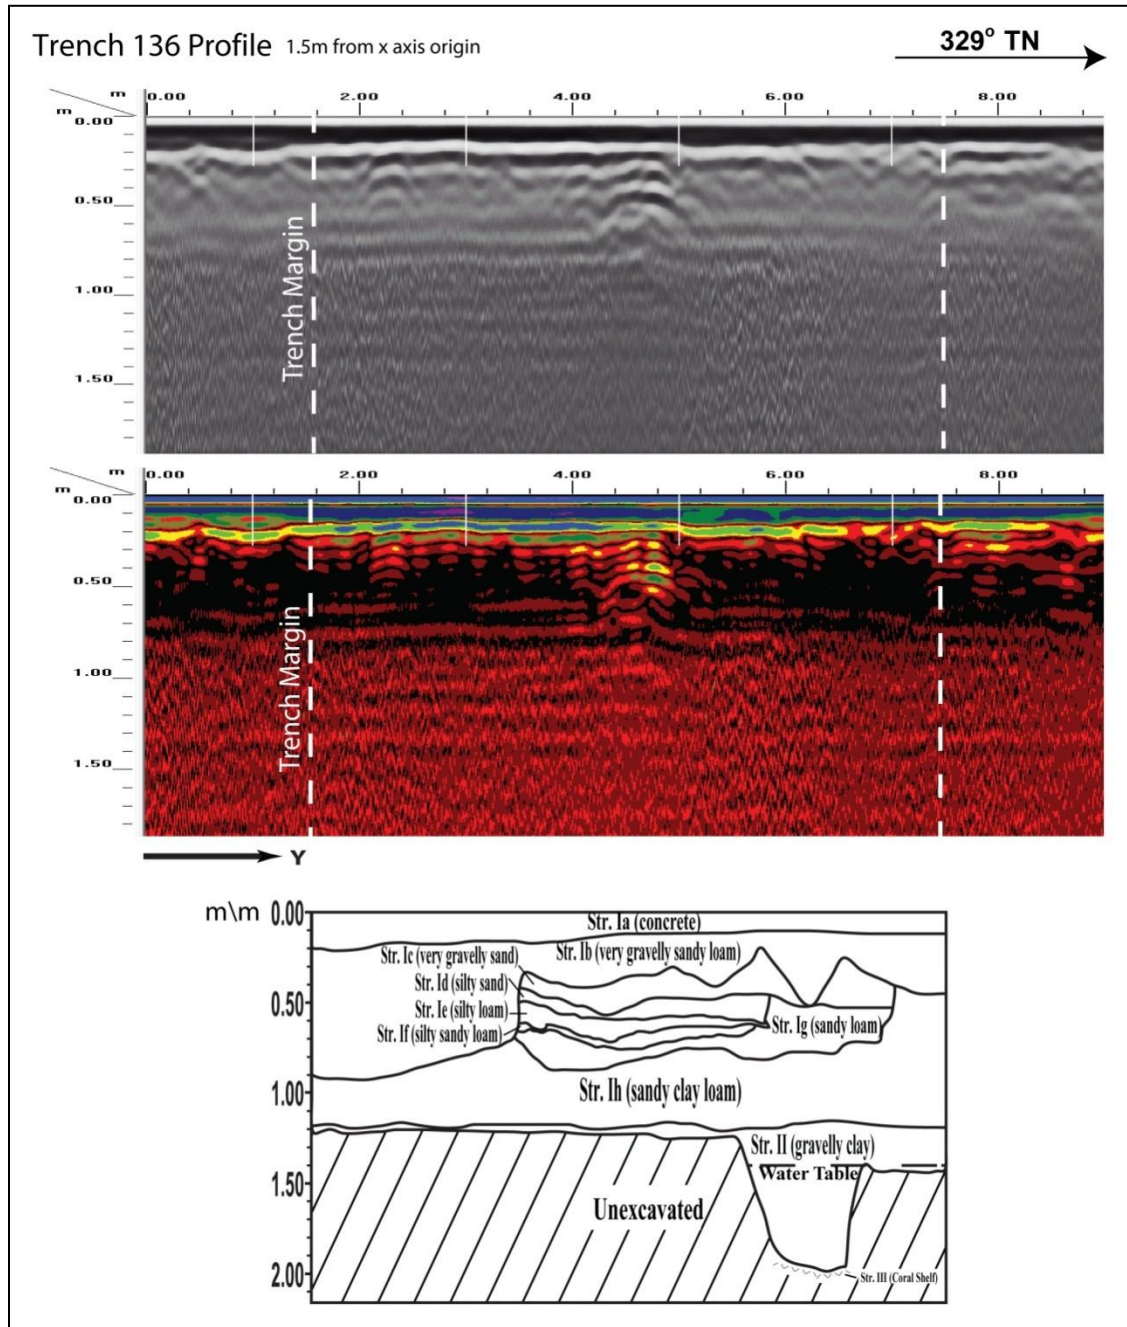 Trench 136 Profile 1.5m from x axis origin
329° TN
m 0.00 2.00 4.00 6.00 8.00
m
0.00
0.50
1.00
1.50
Trench Margin
m 0.00 2.00 4.00 6.00 8.00
m
0.00
0.50
1.00
1.50
Trench Margin
Y
m\m 0.00
Str. Ia (concrete)
Str. Ic (very gravelly sand)
Str. Ib (very gravelly sandy loam)
Str. Id (silty sand)
0.50
Str. Ie (silty loam)
Str. If (silty sandy loam)
Str. Ig (sandy loam)
1.00
Str. Ih (sandy clay loam)
Str. II (gravelly clay)
Water Table
1.50
Unexcavated
2.00
Str. III (Coral Shelf)